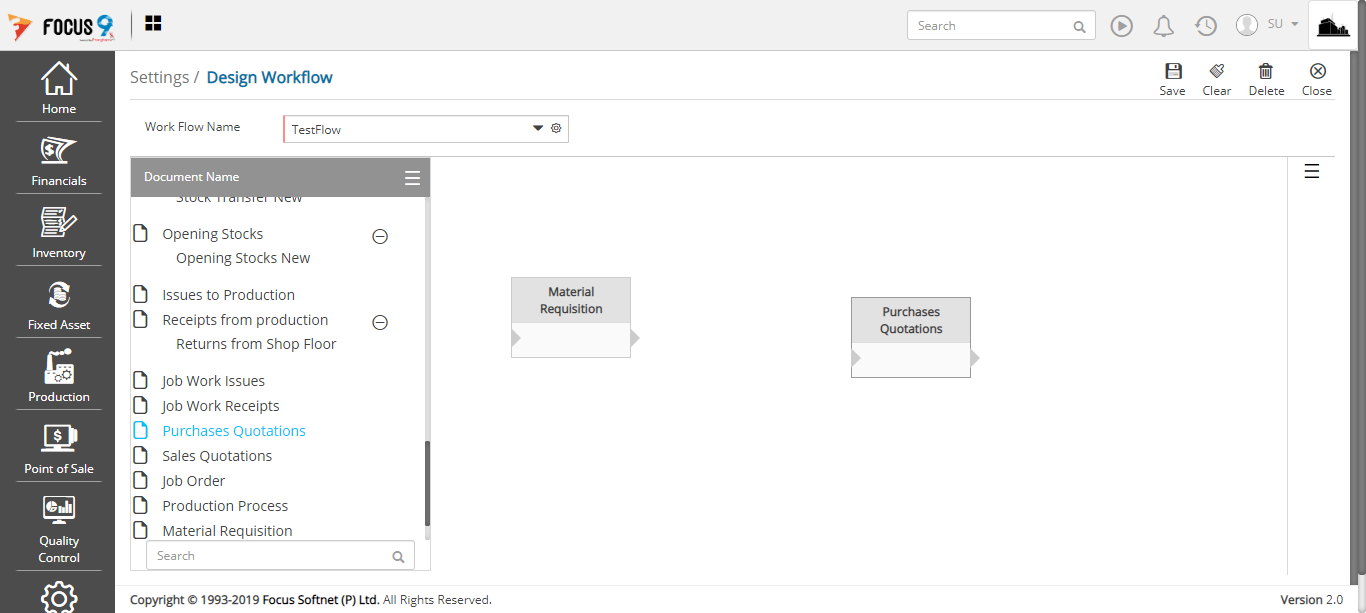 FOCUS 9
Search
SU
Home
Financials
Inventory
Fixed Asset
Production
Point of Sale
Quality
Control
Settings / Design Workflow
Save
Clear
Delete
Close
Work Flow Name
TestFlow
Document Name
Stock Transfer New
Opening Stocks
Opening Stocks New
Issues to Production
Receipts from production
Returns from Shop Floor
Job Work Issues
Job Work Receipts
Purchases Quotations
Sales Quotations
Job Order
Production Process
Material Requisition
Search
Material
Requisition
Purchases
Quotations
Copyright © 1993-2019 Focus Softnet (P) Ltd. All Rights Reserved.
Version 2.0